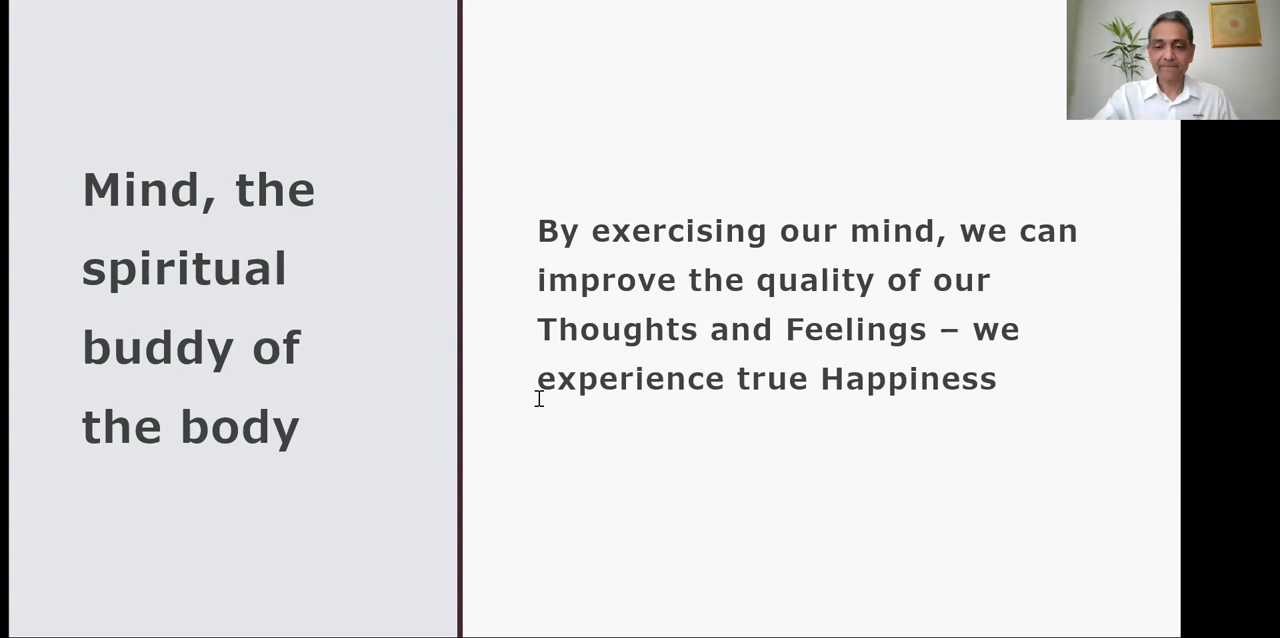 Mind, the
spiritual
buddy of
the body
By exercising our mind, we can
improve the quality of our
Thoughts and Feelings – we
experience true Happiness